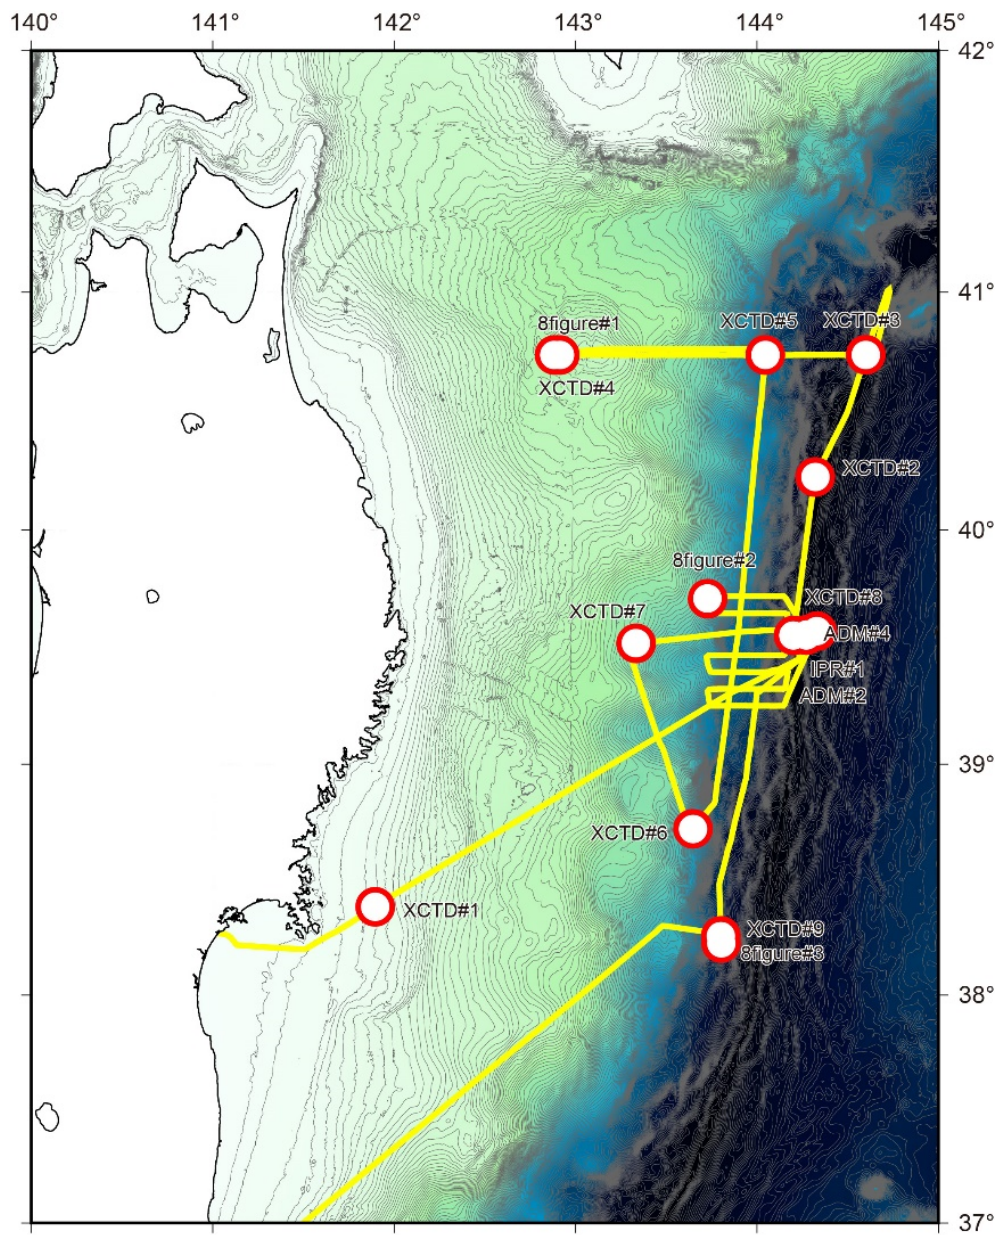 140°
141°
142°
143°
144°
145°
42°
41°
8figure#1
XCTD#5
XCTD#3
XCTD#4
XCTD#2
40°
8figure#2
XCTD#8
XCTD#7
ADM#4
IPR#1
ADM#2
39°
XCTD#6
XCTD#1
XCTD#9
8figure#3
38°
37°